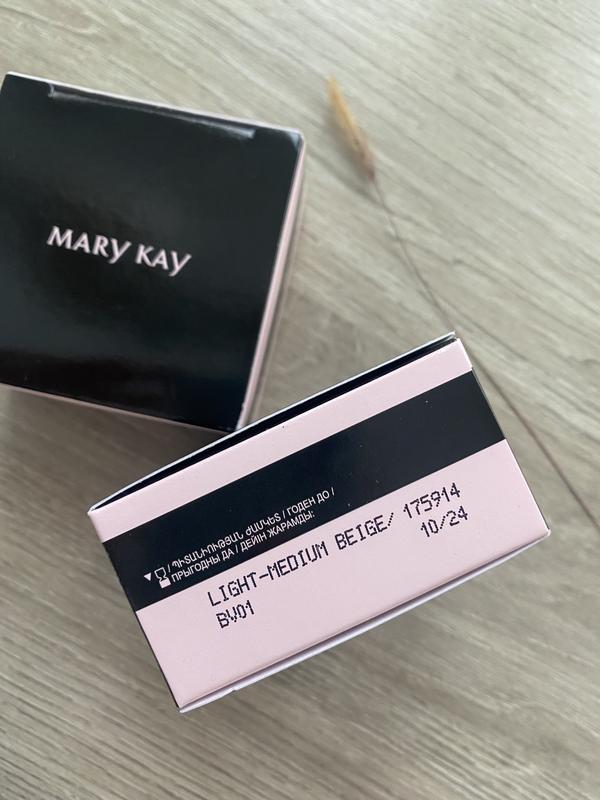 MARY KAY
/ ՊԻՏԱՆԻՈՒԹՅԱՆ ԺԱՄԿԵՏ / ГОДЕН ДО /
ПРЫГОДНЫ ДА / ДЕЙІН ЖАРАМДЫ:
LIGHT-MEDIUM BEIGE/ 175914
BV01 10/24